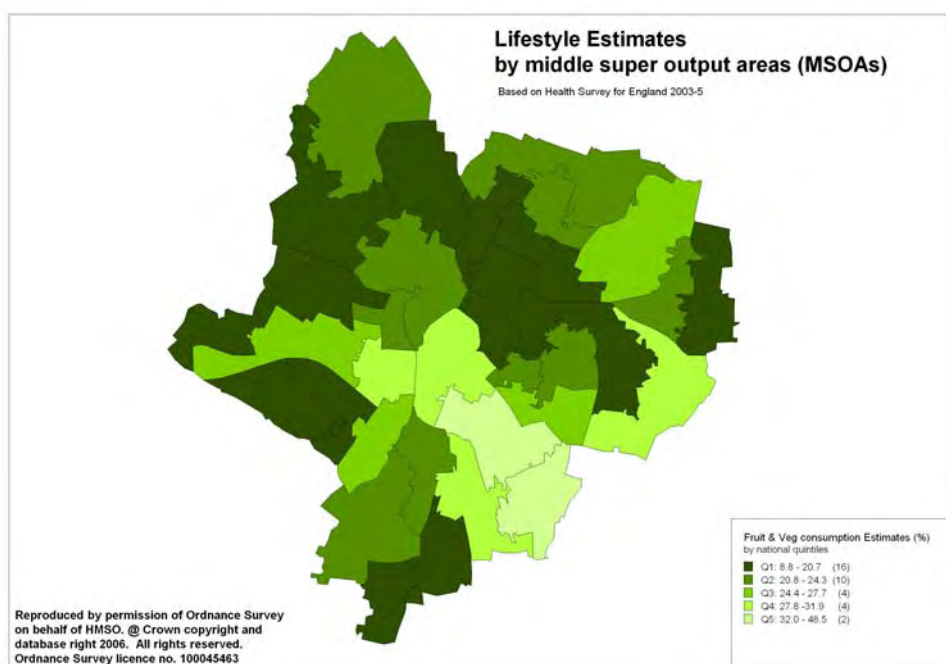 Lifestyle Estimates
by middle super output areas (MSOAs)
Based on Health Survey for England 2003-5
Fruit & Veg consumption Estimates (%)
by national quintiles
Q1: 8.8 - 20.7 (16)
Q2: 20.8 - 24.3 (10)
Q3: 24.4 - 27.7 (4)
Q4: 27.8 -31.9 (4)
Q5: 32.0 - 48.5 (2)
Reproduced by permission of Ordnance Survey
on behalf of HMSO. @ Crown copyright and
database right 2006. All rights reserved.
Ordnance Survey licence no. 100045463